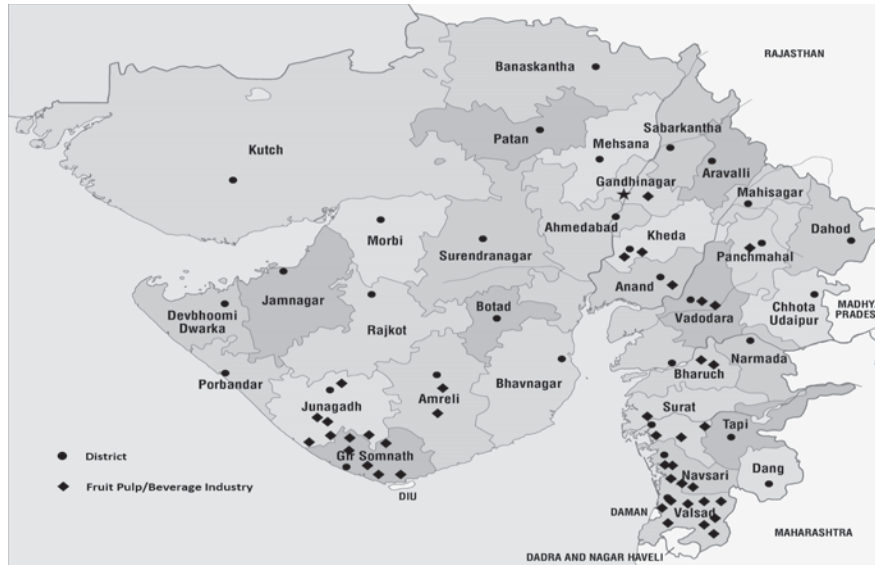 RAJASTHAN
Banaskantha
Sabarkantha
Patan
Mehsana
Kutch
Aravalli
Gandhinagar
Mahisagar
Ahmedabad
Kheda
Dahod
Morbi
Surendranagar
Panchmahal
Anand
Jamnagar
Botad
Chhota
Udaipur
MADHYA
PRADES
Devbhoomi
Dwarka
Vadodara
Rajkot
Narmada
Bharuch
Porbandar
Bhavnagar
Amreli
Junagadh
Surat
Tapi
Gir Somnath
District
Dang
Navsari
Fruit Pulp/Beverage Industry
DIU
DAMAN
Valsad
MAHARASHTRA
DADRA AND NAGAR HAVELI